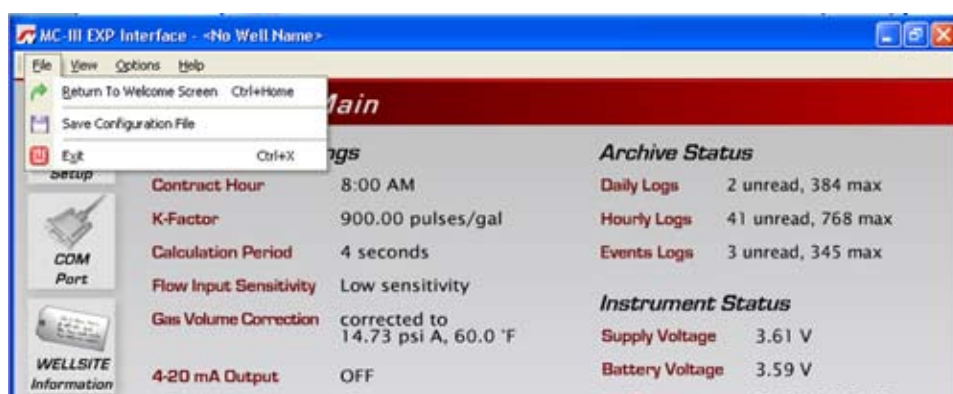 MC-III EXP Interface - <No Well Name>
File View Options Help
Return To Welcome Screen Ctrl+Home
Save Configuration File
Exit Ctrl+X
Main
ngs
Setup
Contract Hour 8:00 AM
K-Factor 900.00 pulses/gal
Calculation Period 4 seconds
Flow Input Sensitivity Low sensitivity
Gas Volume Correction corrected to
14.73 psi A, 60.0 °F
4-20 mA Output OFF
COM
Port
WELLSITE
Information
Archive Status
Daily Logs 2 unread, 384 max
Hourly Logs 41 unread, 768 max
Events Logs 3 unread, 345 max
Instrument Status
Supply Voltage 3.61 V
Battery Voltage 3.59 V